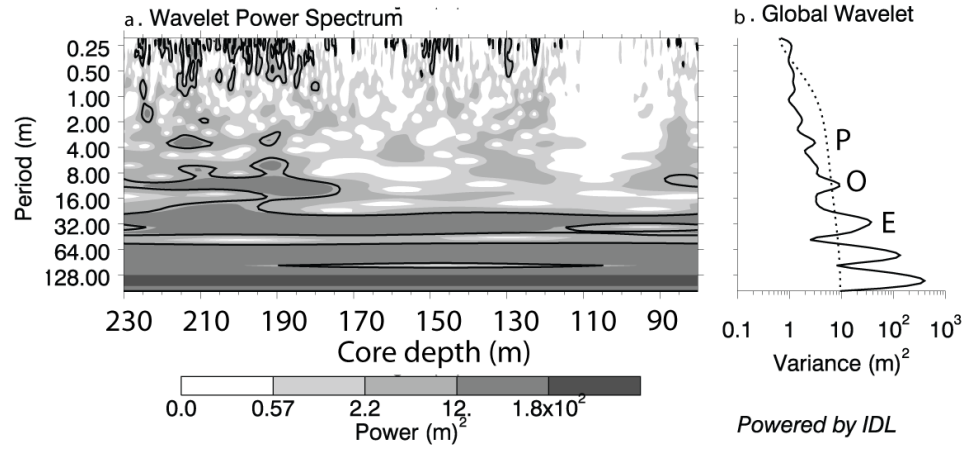 a. Wavelet Power Spectrum
b. Global Wavelet
0.25
0.50
1.00
2.00
4.00
8.00
16.00
32.00
64.00
128.00
Period (m)
230 210 190 170 150 130 110 90
Core depth (m)
0.0 0.57 2.2 12. 1.8x10²
Power (m)²
P
O
E
0.1 1 10 10² 10³
Variance (m)²
Powered by IDL